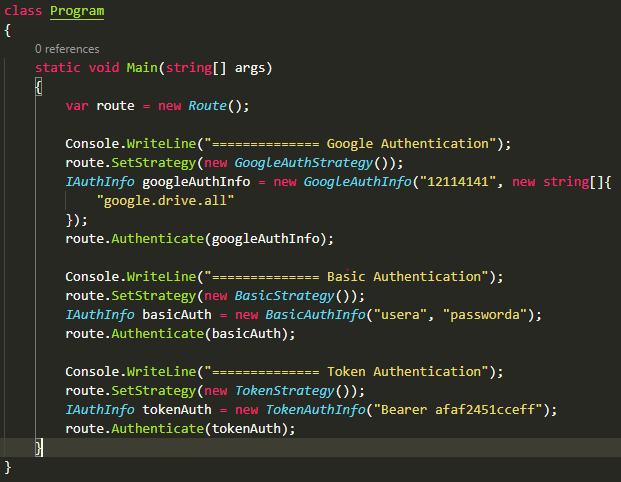 class Program
{
0 references
static void Main(string[] args)
{
var route = new Route();
Console.WriteLine("============== Google Authentication");
route.SetStrategy(new GoogleAuthStrategy());
IAuthInfo googleAuthInfo = new GoogleAuthInfo("12114141", new string[]{
"google.drive.all"
});
route.Authenticate(googleAuthInfo);
Console.WriteLine("============== Basic Authentication");
route.SetStrategy(new BasicStrategy());
IAuthInfo basicAuth = new BasicAuthInfo("usera", "passworda");
route.Authenticate(basicAuth);
Console.WriteLine("============== Token Authentication");
route.SetStrategy(new TokenStrategy());
IAuthInfo tokenAuth = new TokenAuthInfo("Bearer afaf2451cceff");
route.Authenticate(tokenAuth);
}
}